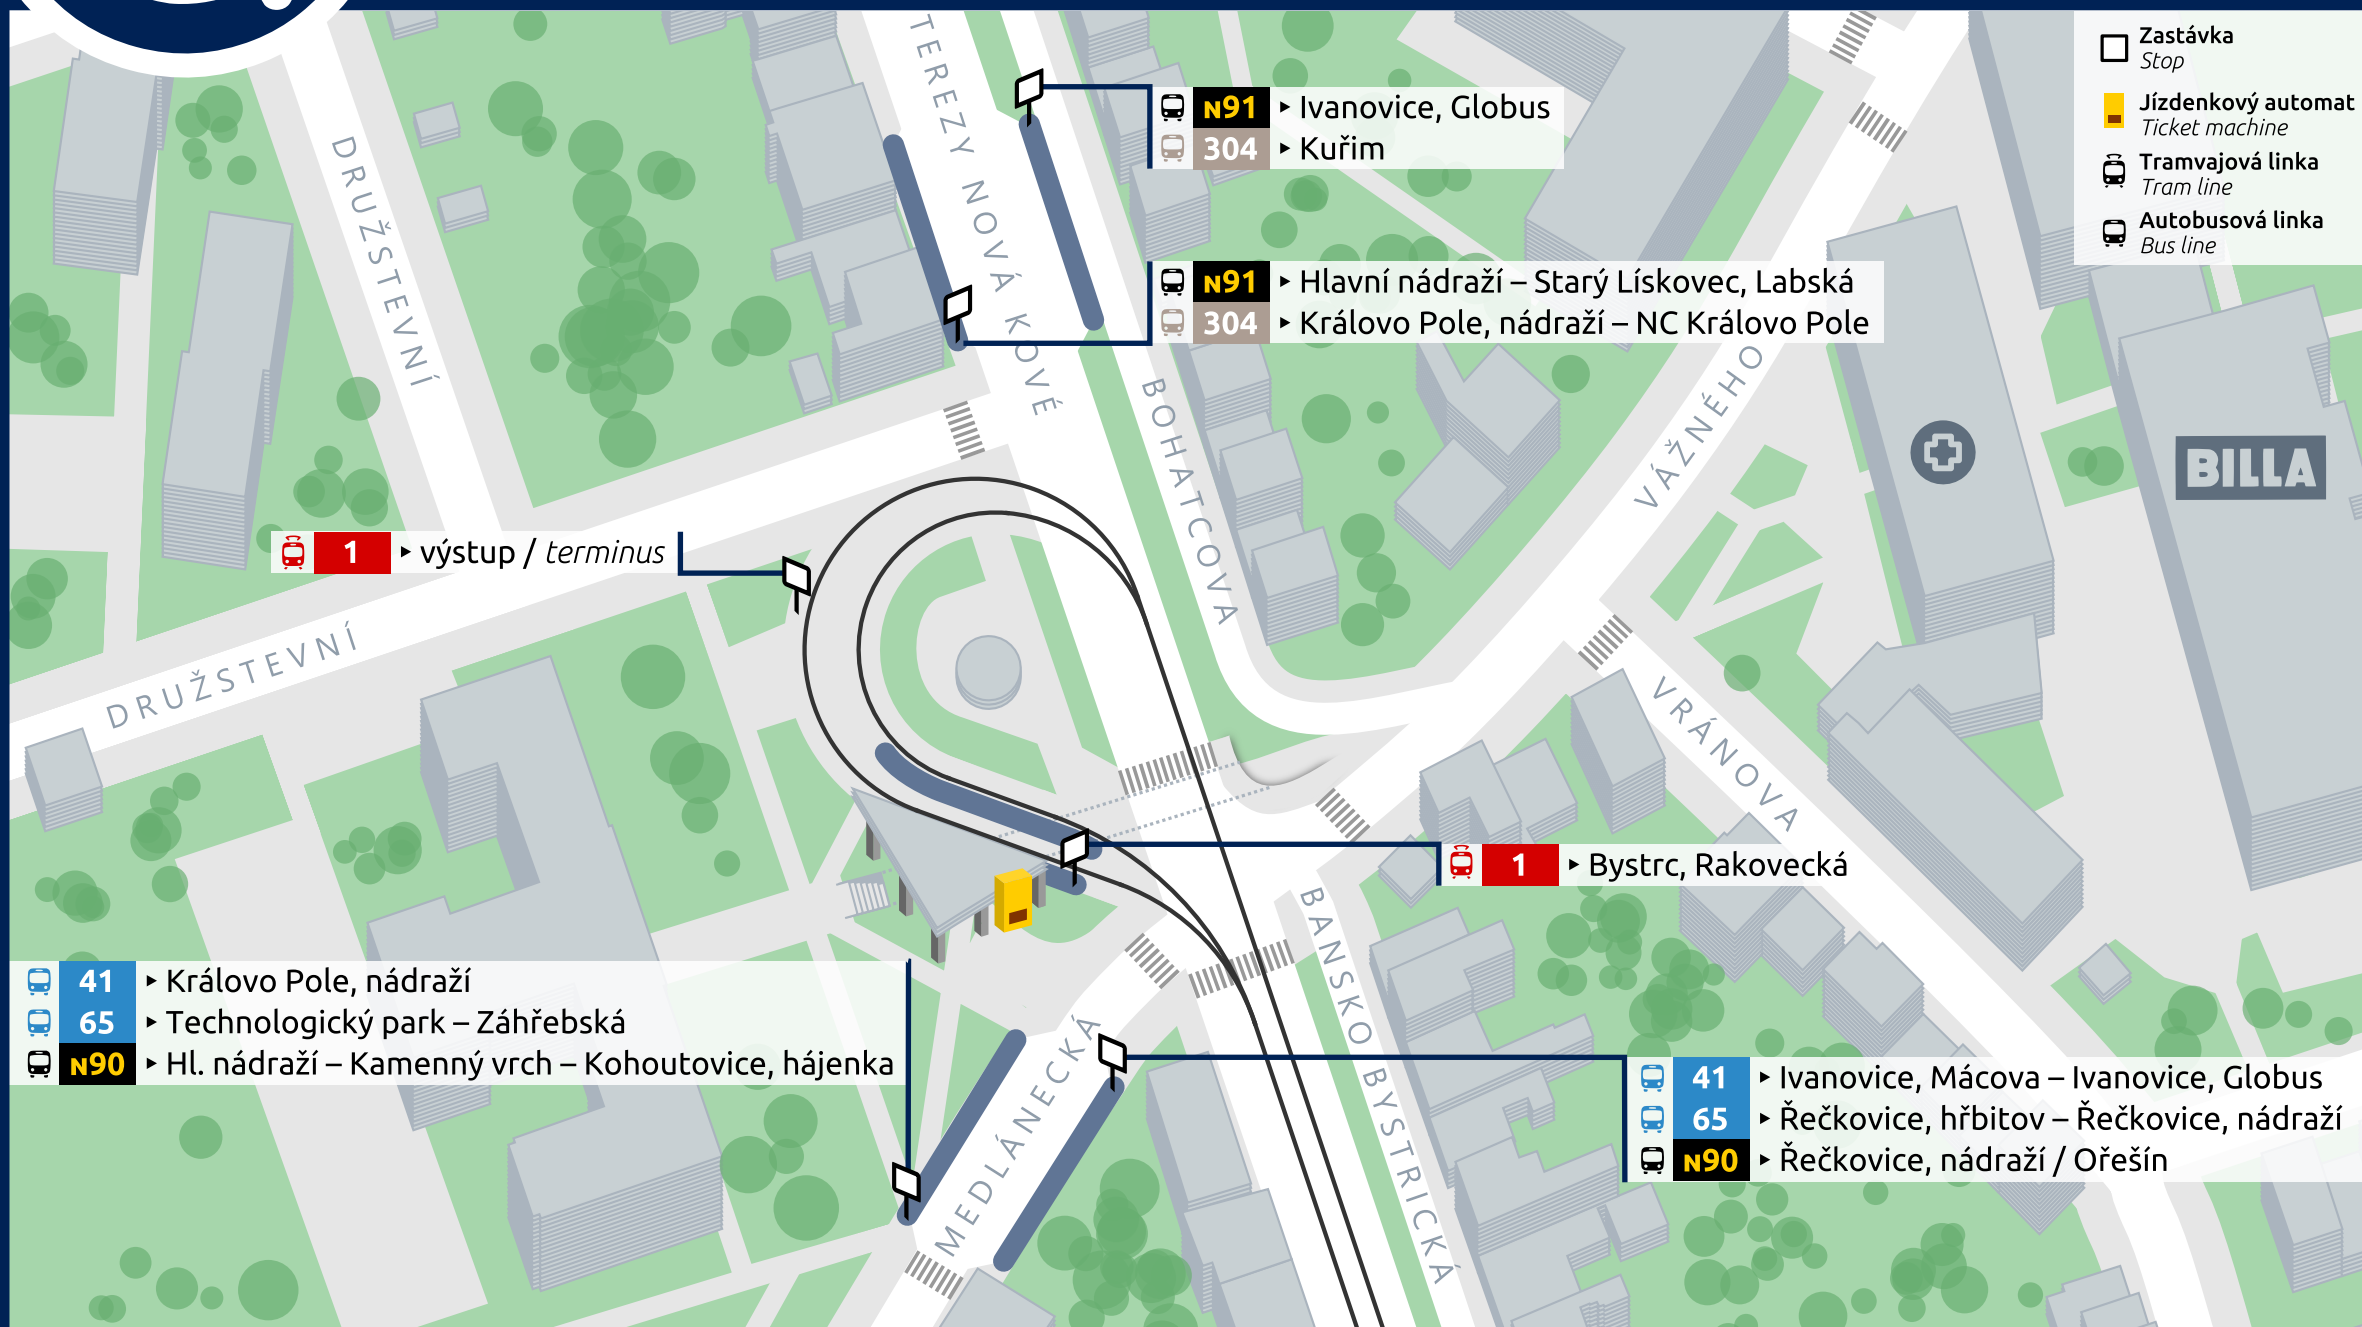 Zastávka
Stop
Jízdenkový automat
Ticket machine
Tramvajová linka
Tram line
Autobusová linka
Bus line
TEREZY NOVÁKOVÉ
N91 ▸ Ivanovice, Globus
304 ▸ Kuřim
DRUŽSTEVNÍ
N91 ▸ Hlavní nádraží – Starý Lískovec, Labská
304 ▸ Královo Pole, nádraží – NC Královo Pole
BOHATCOVA
VÁŽNÉHO
BILLA
1 ▸ výstup / terminus
DRUŽSTEVNÍ
VRÁNOVA
1 ▸ Bystrc, Rakovecká
BANSKOBYSTRICKÁ
41 ▸ Královo Pole, nádraží
65 ▸ Technologický park – Záhřebská
N90 ▸ Hl. nádraží – Kamenný vrch – Kohoutovice, hájenka
MEDLÁNECKÁ
41 ▸ Ivanovice, Mácova – Ivanovice, Globus
65 ▸ Řečkovice, hřbitov – Řečkovice, nádraží
N90 ▸ Řečkovice, nádraží / Ořešín